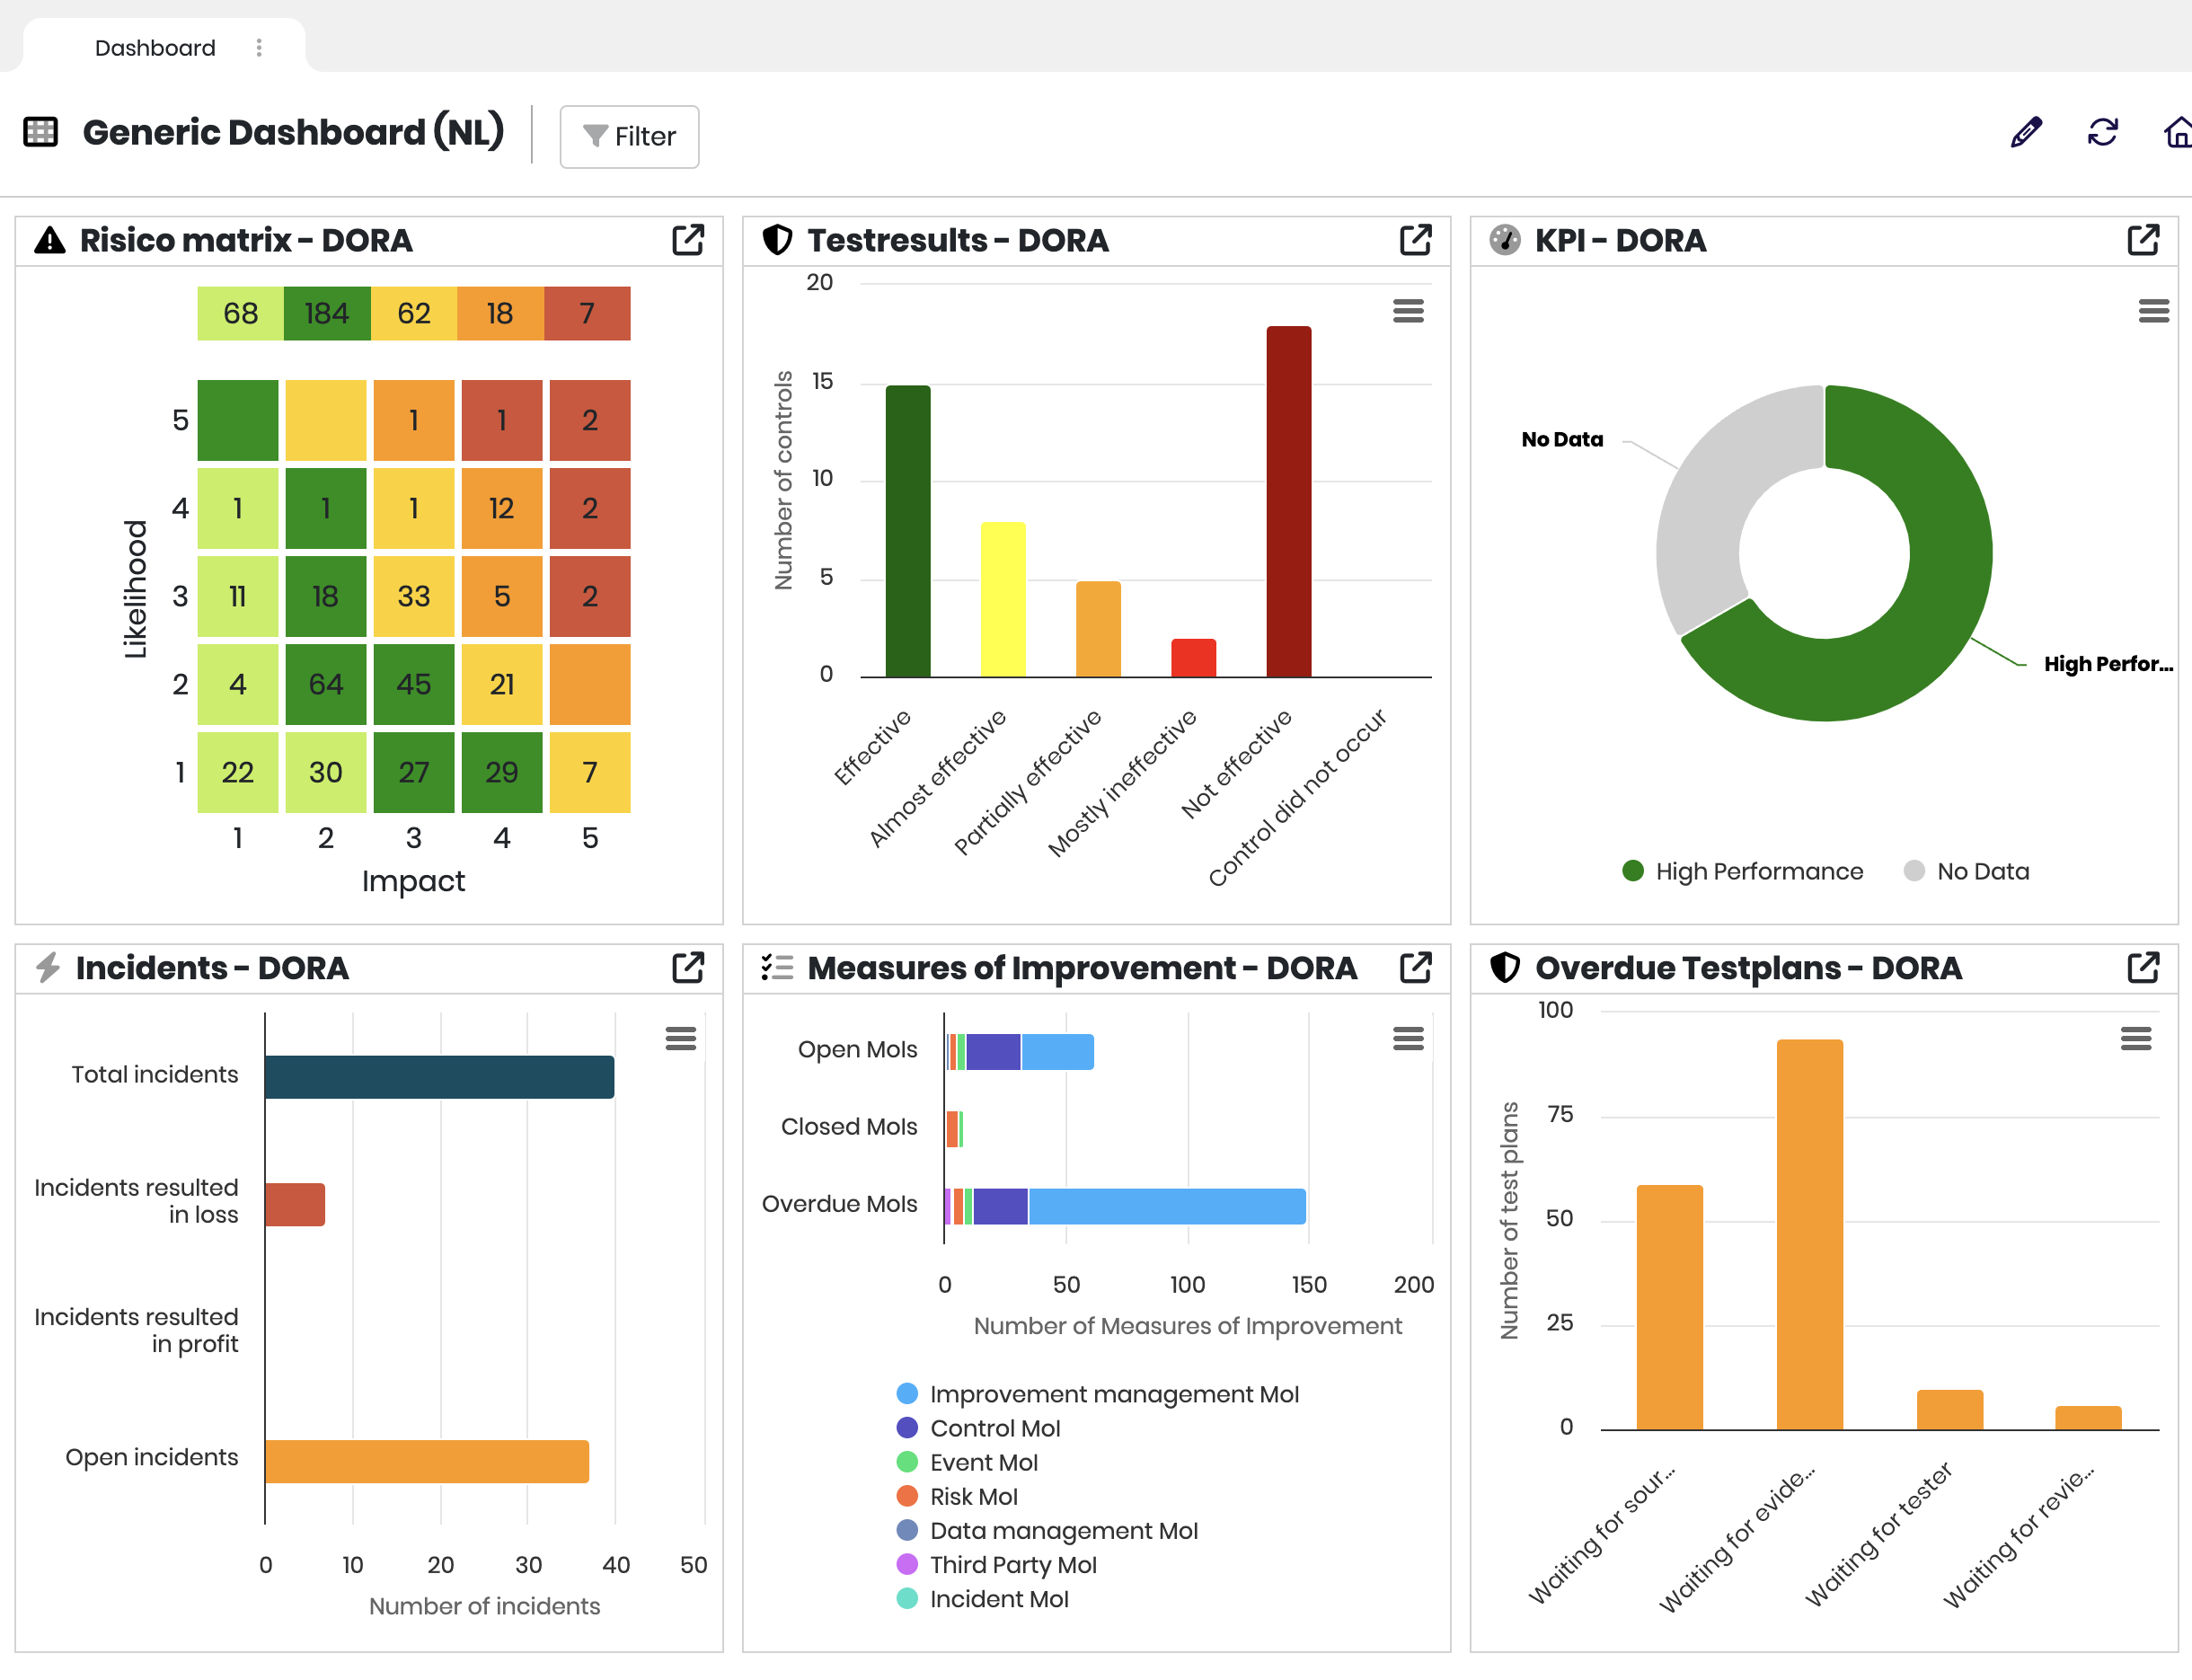 Dashboard
Generic Dashboard (NL)
Filter
Risico matrix - DORA
68 184 62 18 7
5 1 1 2
4 1 1 1 12 2
3 11 18 33 5 2
2 4 64 45 21
1 22 30 27 29 7
1 2 3 4 5
Likelihood
Impact
Testresults - DORA
20
15
10
5
0
Number of controls
Effective
Almost effective
Partially effective
Mostly ineffective
Not effective
Control did not occur
KPI - DORA
No Data
High Perfor...
High Performance
No Data
Incidents - DORA
Total incidents
Incidents resulted
in loss
Incidents resulted
in profit
Open incidents
0 10 20 30 40 50
Number of incidents
Measures of Improvement - DORA
Open MoIs
Closed MoIs
Overdue MoIs
0 50 100 150 200
Number of Measures of Improvement
Improvement management MoI
Control MoI
Event MoI
Risk MoI
Data management MoI
Third Party MoI
Incident MoI
Overdue Testplans - DORA
100
75
50
25
0
Number of test plans
Waiting for sour...
Waiting for evide...
Waiting for tester
Waiting for revie...